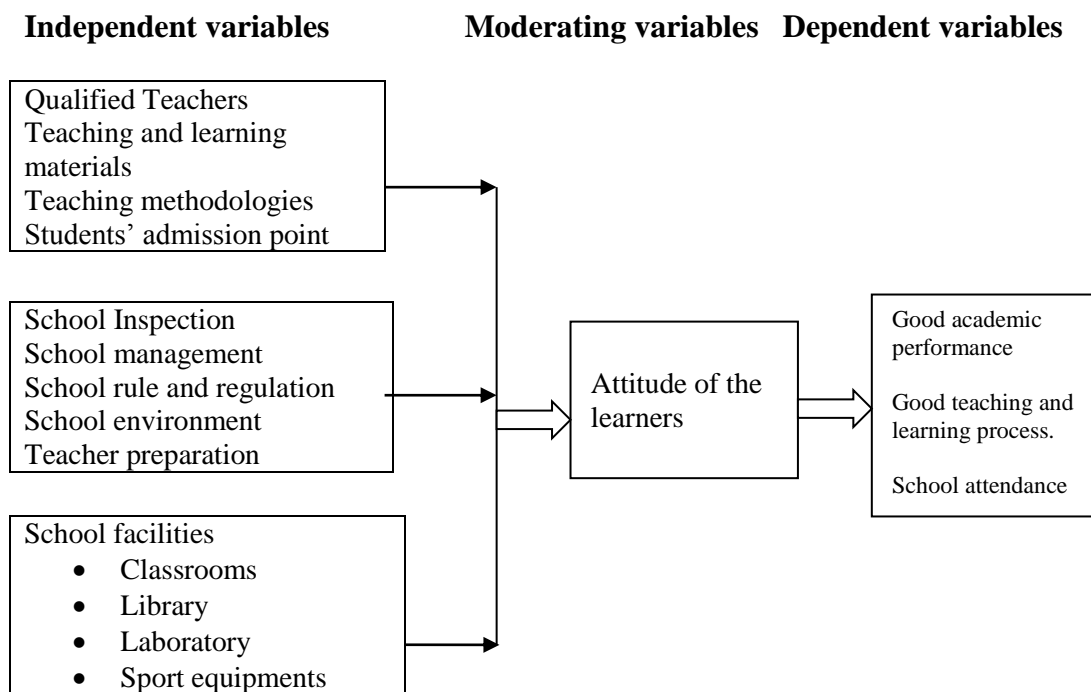 Independent variables
Moderating variables
Dependent variables
Qualified Teachers
Teaching and learning
materials
Teaching methodologies
Students’ admission point
School Inspection
School management
School rule and regulation
School environment
Teacher preparation
School facilities
• Classrooms
• Library
• Laboratory
• Sport equipments
Attitude of the
learners
Good academic
performance
Good teaching and
learning process.
School attendance